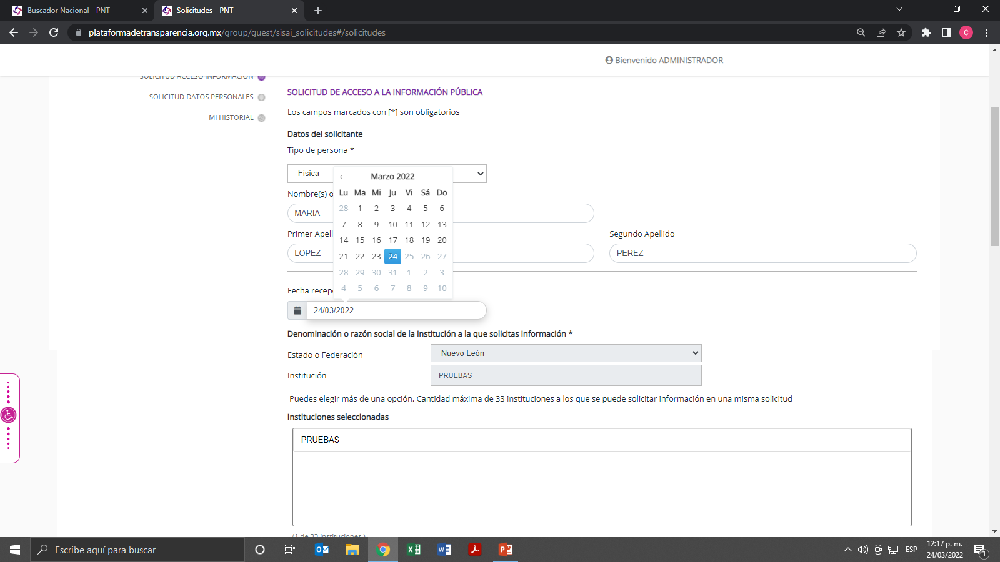 Buscador Nacional - PNT
Solicitudes - PNT
plataformadetransparencia.org.mx/group/guest/sisai_solicitudes#/solicitudes
C
Bienvenido ADMINISTRADOR
SOLICITUD ACCESO INFORMACIÓN
SOLICITUD DATOS PERSONALES
MI HISTORIAL
SOLICITUD DE ACCESO A LA INFORMACIÓN PÚBLICA
Los campos marcados con [*] son obligatorios
Datos del solicitante
Tipo de persona *
Física
Marzo 2022
Lu Ma Mi Ju Vi Sá Do
28 1 2 3 4 5 6
7 8 9 10 11 12 13
14 15 16 17 18 19 20
21 22 23 24 25 26 27
28 29 30 31 1 2 3
4 5 6 7 8 9 10
Nombre(s) o
MARIA
Primer Apell
LOPEZ
Segundo Apellido
PEREZ
Fecha recep
24/03/2022
Denominación o razón social de la institución a la que solicitas información *
Estado o Federación
Nuevo León
Institución
PRUEBAS
Puedes elegir más de una opción. Cantidad máxima de 33 instituciones a los que se puede solicitar información en una misma solicitud
Instituciones seleccionadas
PRUEBAS
(1 de 33 instituciones )
Escribe aquí para buscar
ESP
12:17 p. m.
24/03/2022
1